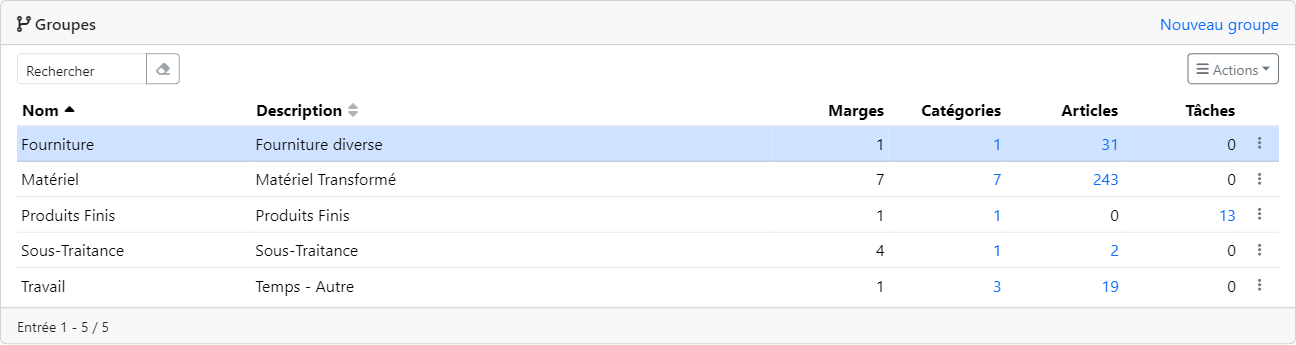 Groupes Nouveau groupe
Rechercher Actions
Nom Description Marges Catégories Articles Tâches
Fourniture Fourniture diverse 1 1 31 0
Matériel Matériel Transformé 7 7 243 0
Produits Finis Produits Finis 1 1 0 13
Sous-Traitance Sous-Traitance 4 1 2 0
Travail Temps - Autre 1 3 19 0
Entrée 1 - 5 / 5